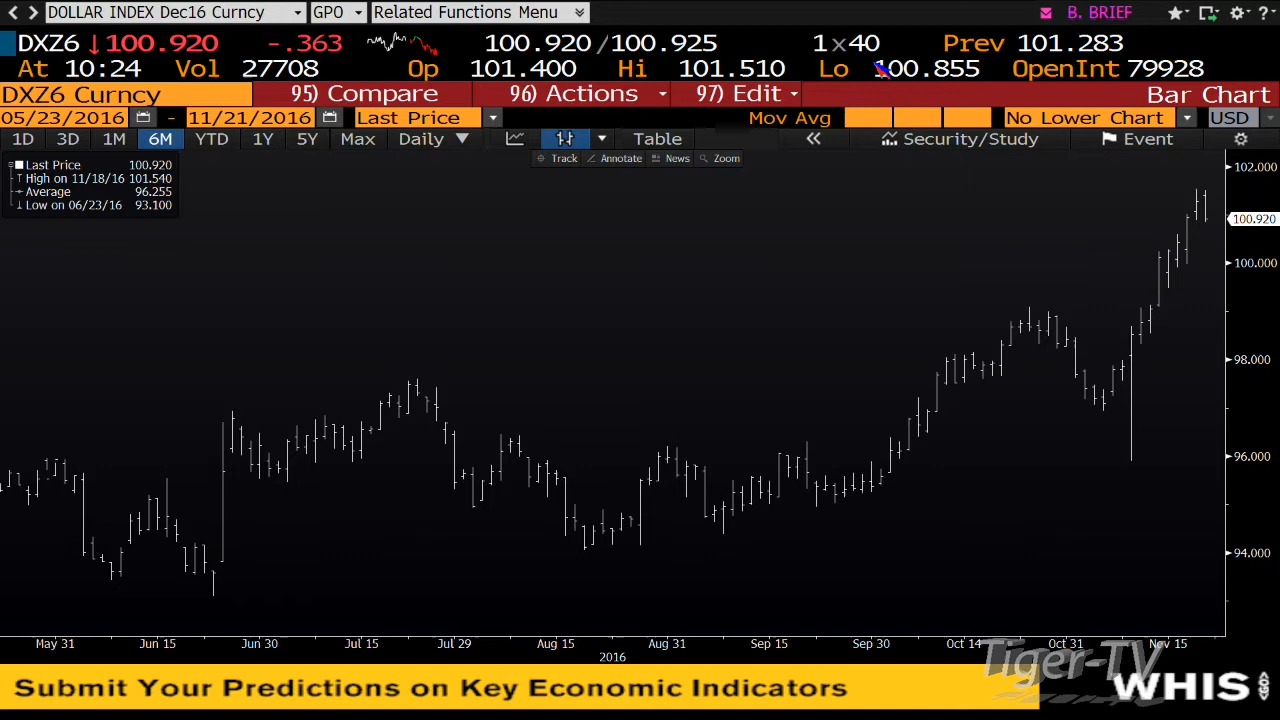 DOLLAR INDEX Dec16 Curncy GPO Related Functions Menu B. BRIEF ?
DXZ6 ↓100.920 -.363 100.920/100.925 1x40 Prev 101.283
At 10:24 Vol 27708 Op 101.400 Hi 101.510 Lo 100.855 OpenInt 79928
DXZ6 Curncy 95) Compare 96) Actions 97) Edit Bar Chart
05/23/2016 - 11/21/2016 Last Price Mov Avg No Lower Chart USD
1D 3D 1M 6M YTD 1Y 5Y Max Daily Table Security/Study Event
Track Annotate News Zoom
Last Price 100.920
High on 11/18/16 101.540
Average 96.255
Low on 06/23/16 93.100
102.000
100.920
100.000
98.000
96.000
94.000
May 31 Jun 15 Jun 30 Jul 15 Jul 29 Aug 15 Aug 31 Sep 15 Sep 30 Oct 14 Oct 31 Nov 15
2016
Tiger-TV
Submit Your Predictions on Key Economic Indicators WHIS GO